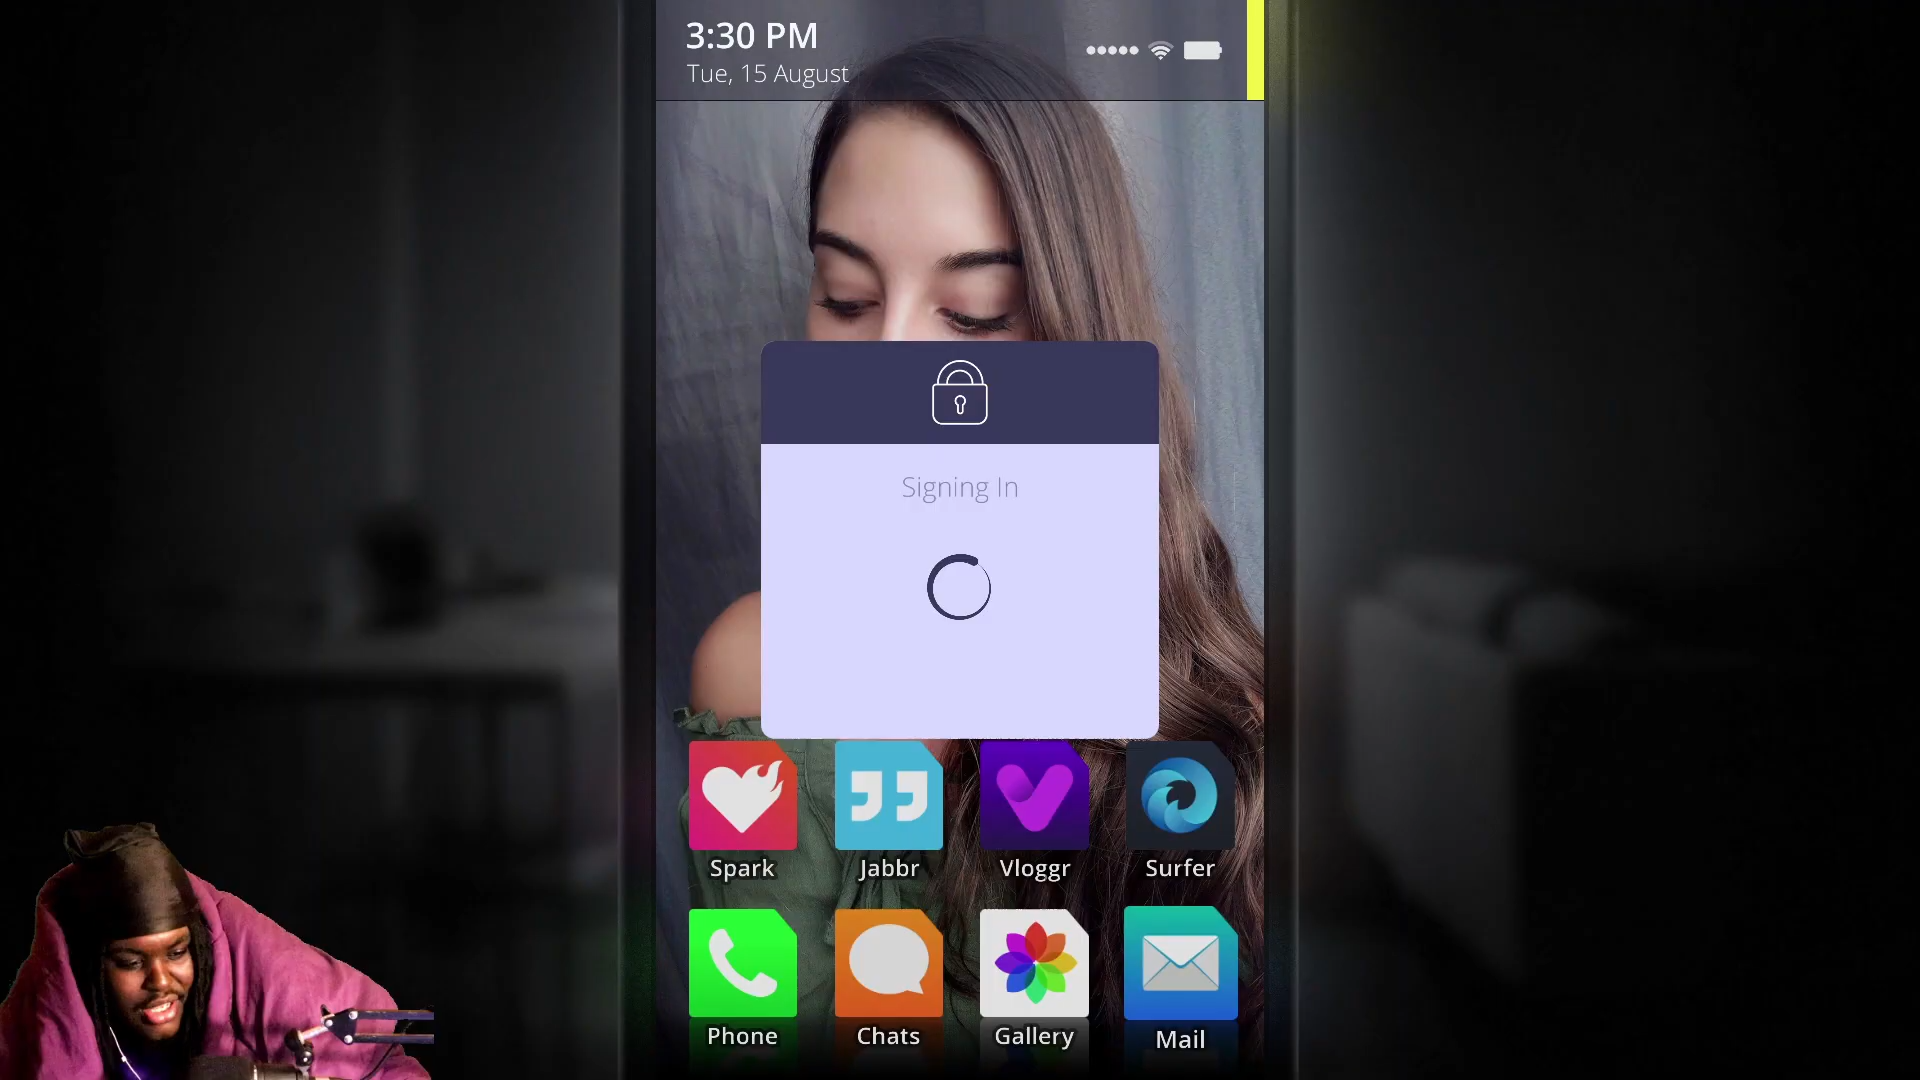 3:30 PM
Tue, 15 August
Signing In
Spark
Jabbr
Vloggr
Surfer
Phone
Chats
Gallery
Mail